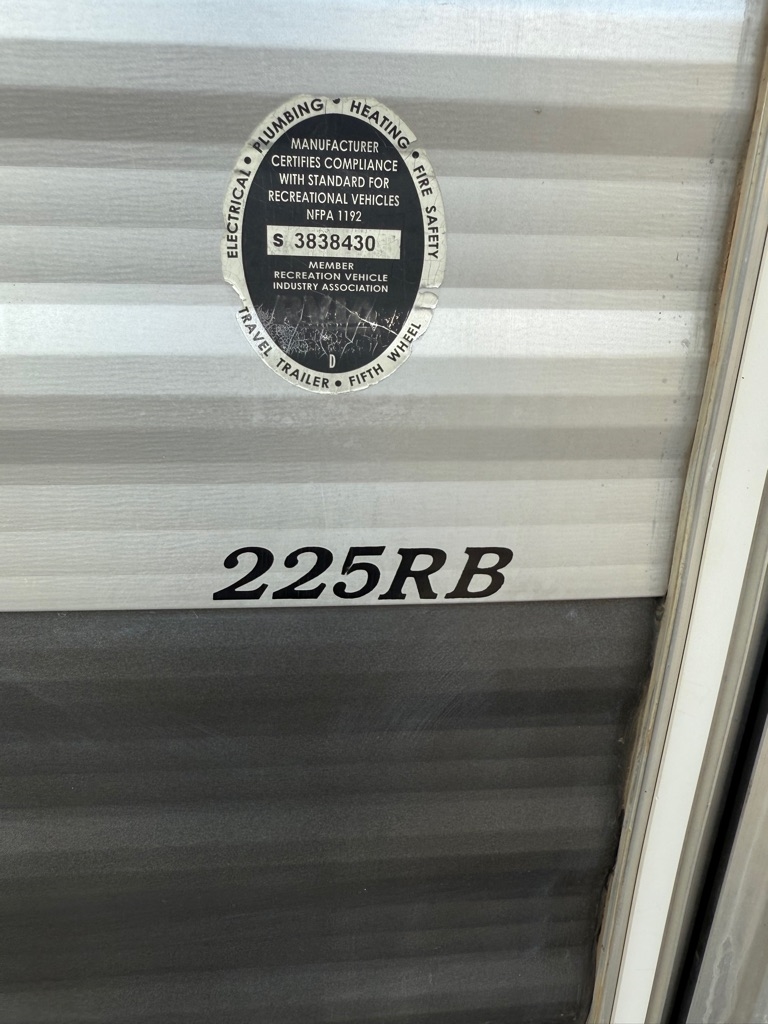 ELECTRICAL • PLUMBING • HEATING • FIRE SAFETY
MANUFACTURER
CERTIFIES COMPLIANCE
WITH STANDARD FOR
RECREATIONAL VEHICLES
NFPA 1192
S 3838430
MEMBER
RECREATION VEHICLE
INDUSTRY ASSOCIATION
D
TRAVEL TRAILER • FIFTH WHEEL
225RB